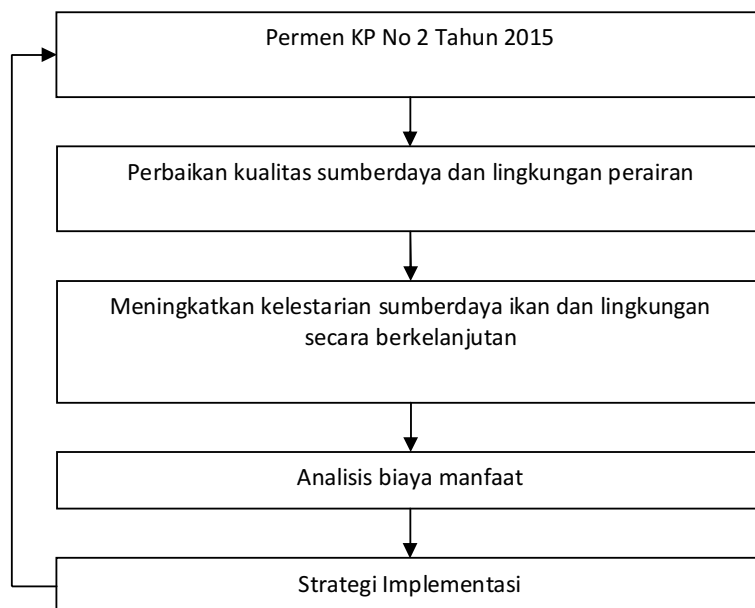 Permen KP No 2 Tahun 2015
Perbaikan kualitas sumberdaya dan lingkungan perairan
Meningkatkan kelestarian sumberdaya ikan dan lingkungan
secara berkelanjutan
Analisis biaya manfaat
Strategi Implementasi